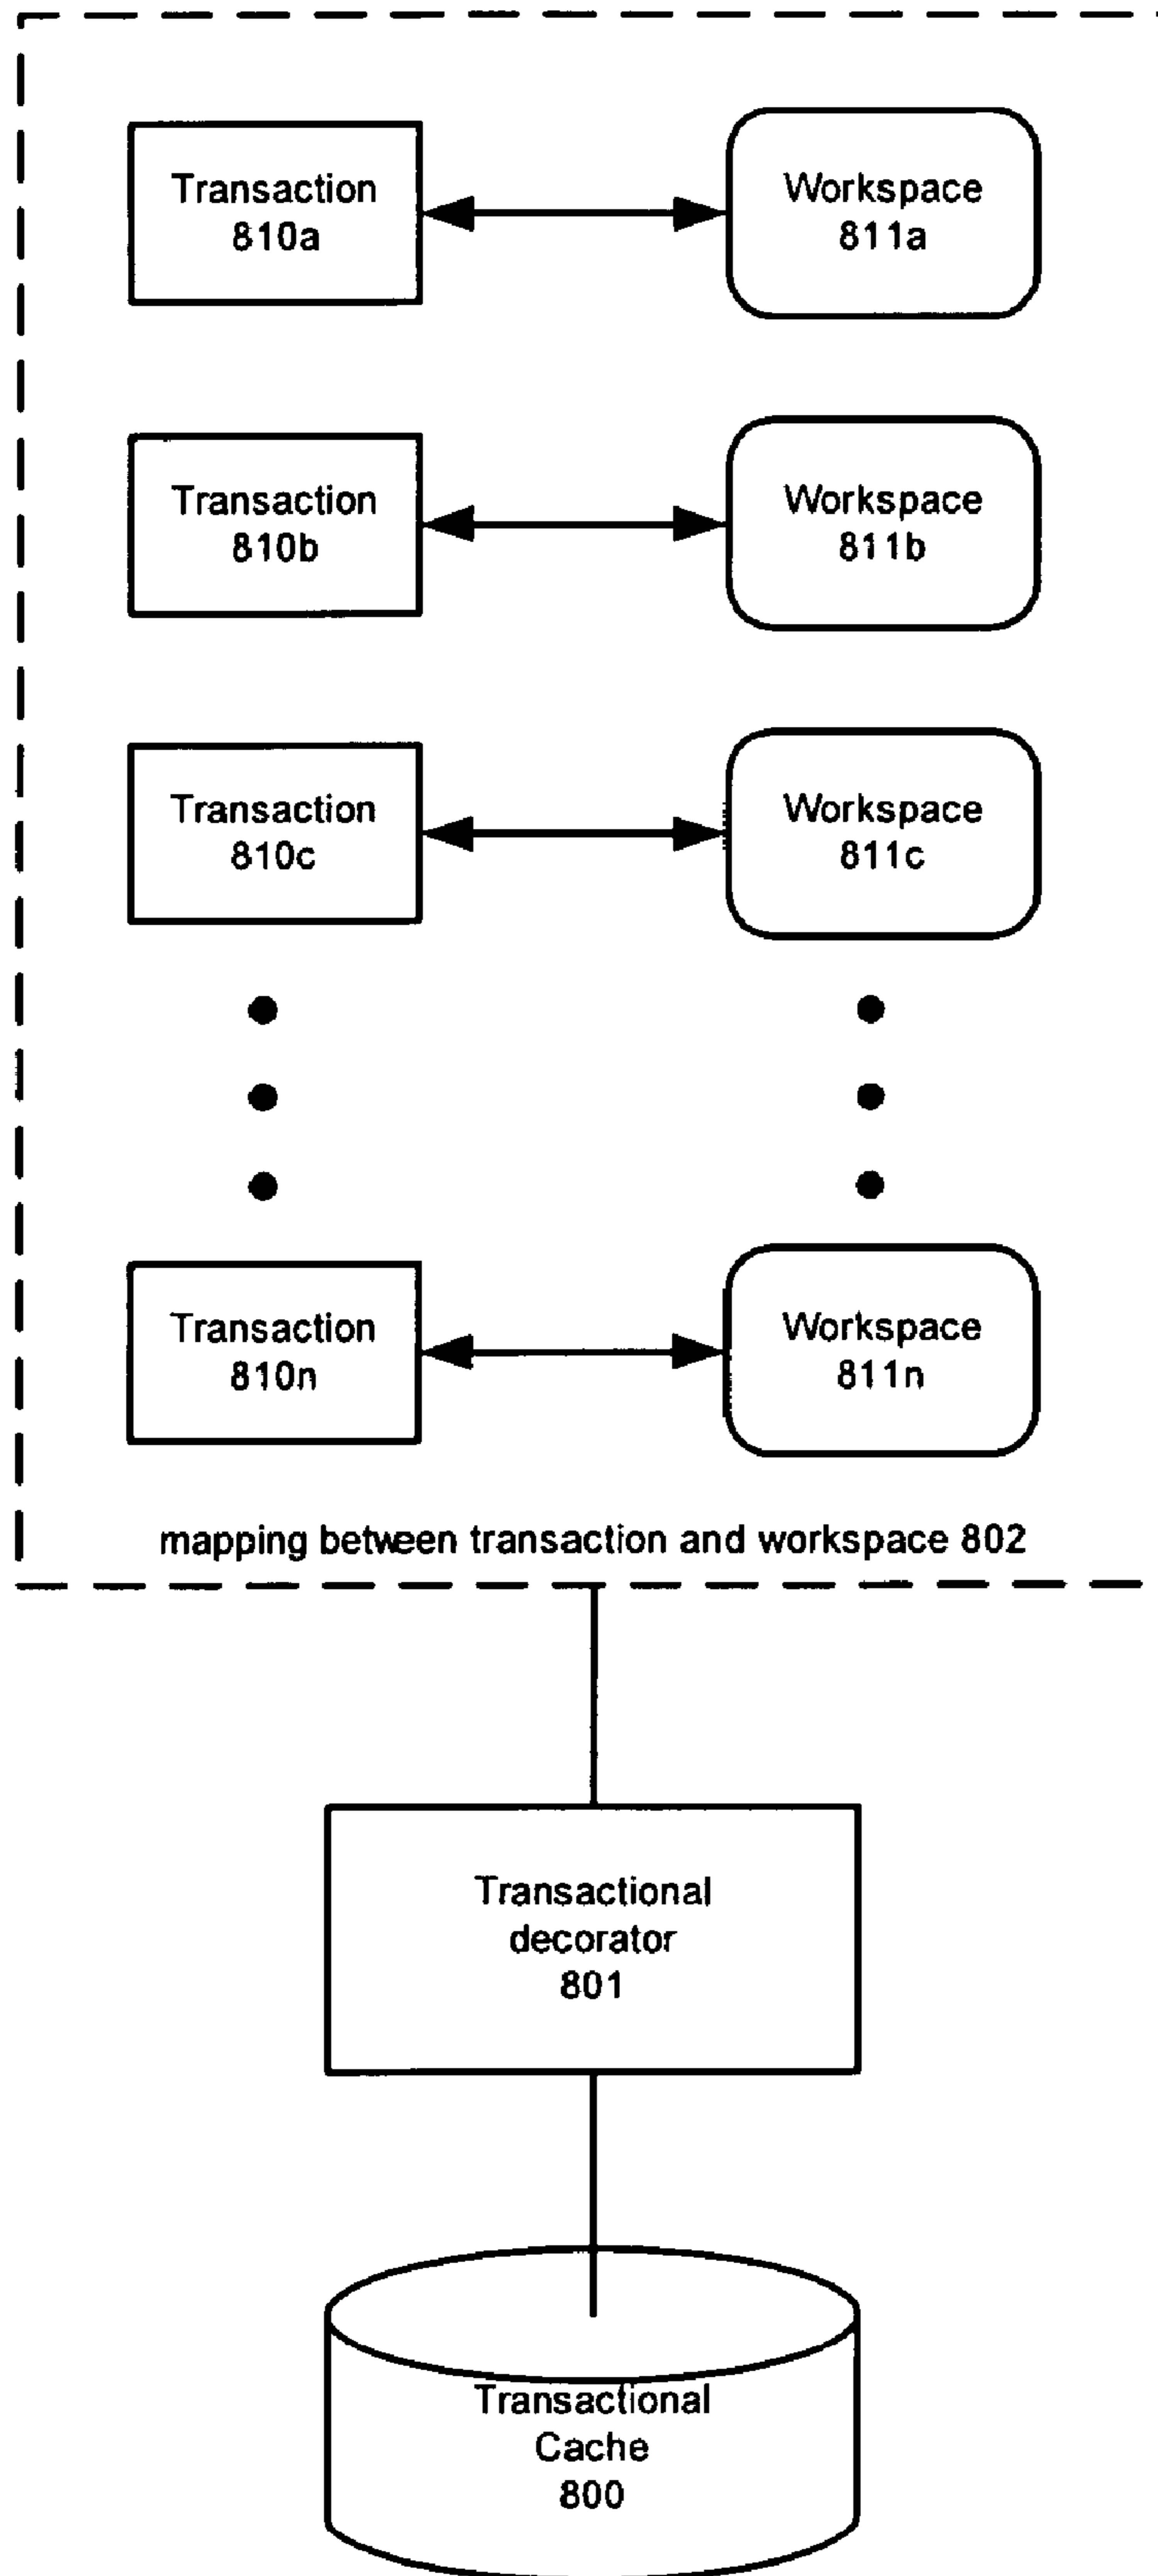 Transaction
810a
Workspace
811a
Transaction
810b
Workspace
811b
Transaction
810c
Workspace
811c
Transaction
810n
Workspace
811n
mapping between transaction and workspace 802
Transactional
decorator
801
Transactional
Cache
800